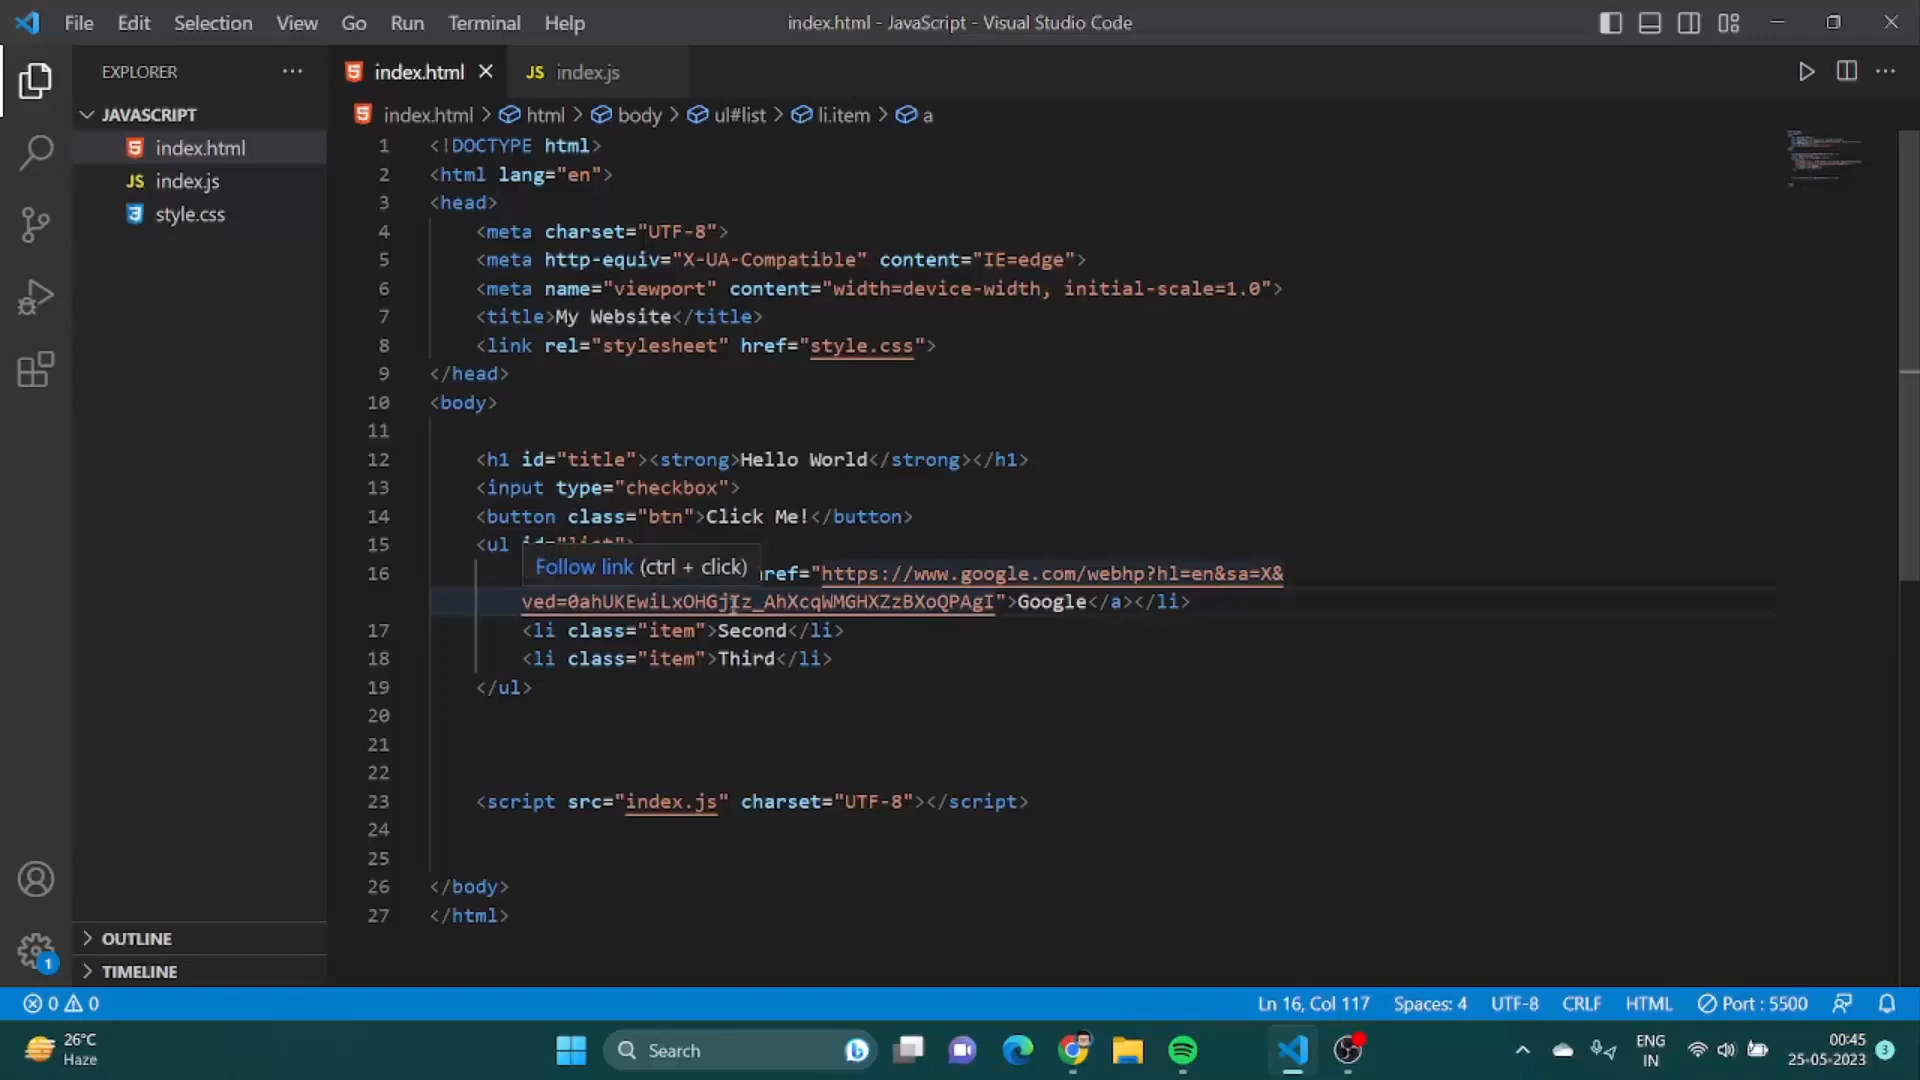 File Edit Selection View Go Run Terminal Help
index.html - JavaScript - Visual Studio Code
EXPLORER
JAVASCRIPT
index.html
JS index.js
style.css
OUTLINE
TIMELINE
index.html
JS index.js
index.html > html > body > ul#list > li.item > a
1 <!DOCTYPE html>
2 <html lang="en">
3 <head>
4 <meta charset="UTF-8">
5 <meta http-equiv="X-UA-Compatible" content="IE=edge">
6 <meta name="viewport" content="width=device-width, initial-scale=1.0">
7 <title>My Website</title>
8 <link rel="stylesheet" href="style.css">
9 </head>
10 <body>
11
12 <h1 id="title"><strong>Hello World</strong></h1>
13 <input type="checkbox">
14 <button class="btn">Click Me!</button>
15 <ul id="list">
Follow link (ctrl + click)
16 href="https://www.google.com/webhp?hl=en&sa=X&
ved=0ahUKEwiLxOHGjIz_AhXcqWMGHXZzBXoQPAgI">Google</a></li>
17 <li class="item">Second</li>
18 <li class="item">Third</li>
19 </ul>
20
21
22
23 <script src="index.js" charset="UTF-8"></script>
24
25
26 </body>
27 </html>
1
0 0
Ln 16, Col 117 Spaces: 4 UTF-8 CRLF HTML Port : 5500
26°C
Haze
Search
ENG
IN
00:45
25-05-2023
3